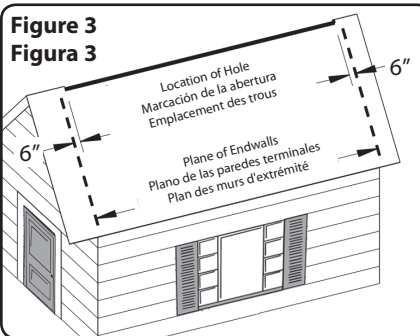 Figure 3
Figura 3
Location of Hole
Marcación de la abertura
Emplacement des trous
6”
6”
Plane of Endwalls
Plano de las paredes terminales
Plan des murs d'extrémité